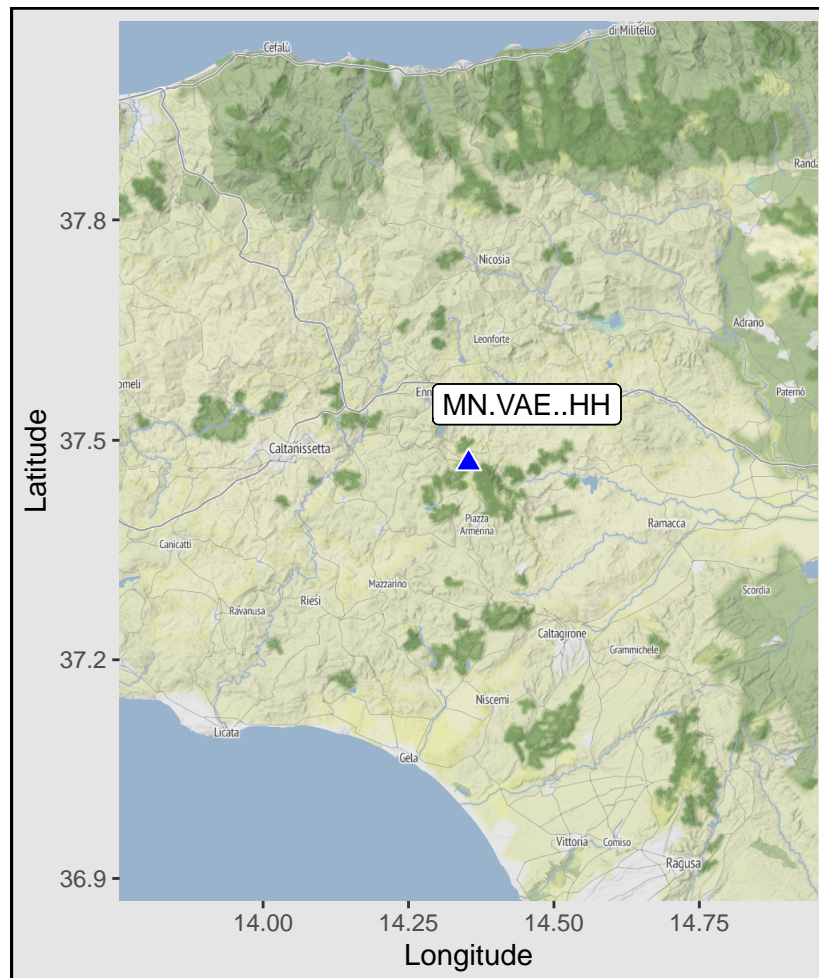 di Militello
Cefalù
Randa
37.8
Nicosia
Adrano
Leonforte
Paternò
omeli
Enn
MN.VAE..HH
37.5
Caltanissetta
Latitude
Piazza
Armerina
Ramacca
Canicattì
Mazzarino
Scordia
Riesi
Ravanusa
Caltagirone
Grammichele
37.2
Niscemi
Licata
Gela
Vittoria
Comiso
Ragusa
36.9
14.00
14.25
14.50
14.75
Longitude